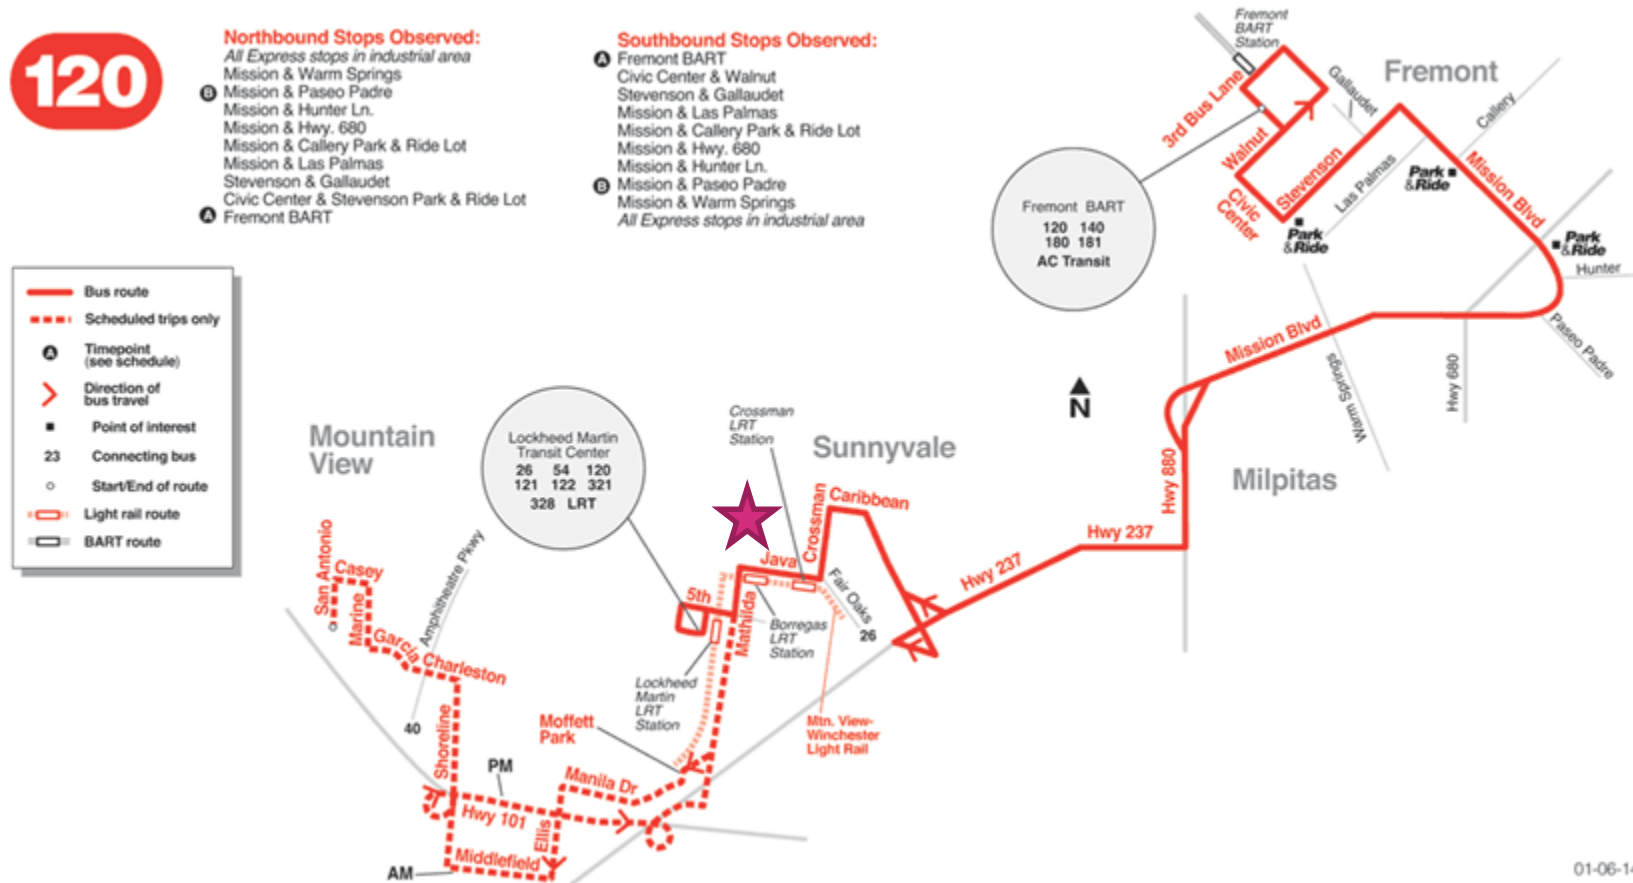 120
Northbound Stops Observed:
All Express stops in industrial area
Mission & Warm Springs
B Mission & Paseo Padre
Mission & Hunter Ln.
Mission & Hwy. 680
Mission & Callery Park & Ride Lot
Mission & Las Palmas
Stevenson & Gallaudet
Civic Center & Stevenson Park & Ride Lot
A Fremont BART
Southbound Stops Observed:
A Fremont BART
Civic Center & Walnut
Stevenson & Gallaudet
Mission & Las Palmas
Mission & Callery Park & Ride Lot
Mission & Hwy. 680
Mission & Hunter Ln.
B Mission & Paseo Padre
Mission & Warm Springs
All Express stops in industrial area
Bus route
Scheduled trips only
A Timepoint
(see schedule)
Direction of
bus travel
Point of interest
23 Connecting bus
Start/End of route
Light rail route
BART route
Fremont
BART
Station
Fremont
Gallaudet
Callery
3rd Bus Lane
Walnut
Stevenson
Las Palmas
Civic
Center
Park
&Ride
Park
&Ride
Mission Blvd
Park
&Ride
Hunter
Paseo Padre
Fremont BART
120 140
180 181
AC Transit
Mission Blvd
Warm Springs
Hwy 680
N
Milpitas
Hwy 880
Hwy 237
Hwy 237
Sunnyvale
Crossman
LRT
Station
Caribbean
Crossman
Java
Fair Oaks
26
Lockheed Martin
Transit Center
26 54 120
121 122 321
328 LRT
5th
Mathilda
Borregas
LRT
Station
Lockheed
Martin
LRT
Station
Mtn. View-
Winchester
Light Rail
Moffett
Park
Mountain
View
San Antonio
Casey
Marine
Garcia
Charleston
Amphitheatre Pkwy
40
Shoreline
PM
Manila Dr
Hwy 101
Ellis
Middlefield
AM